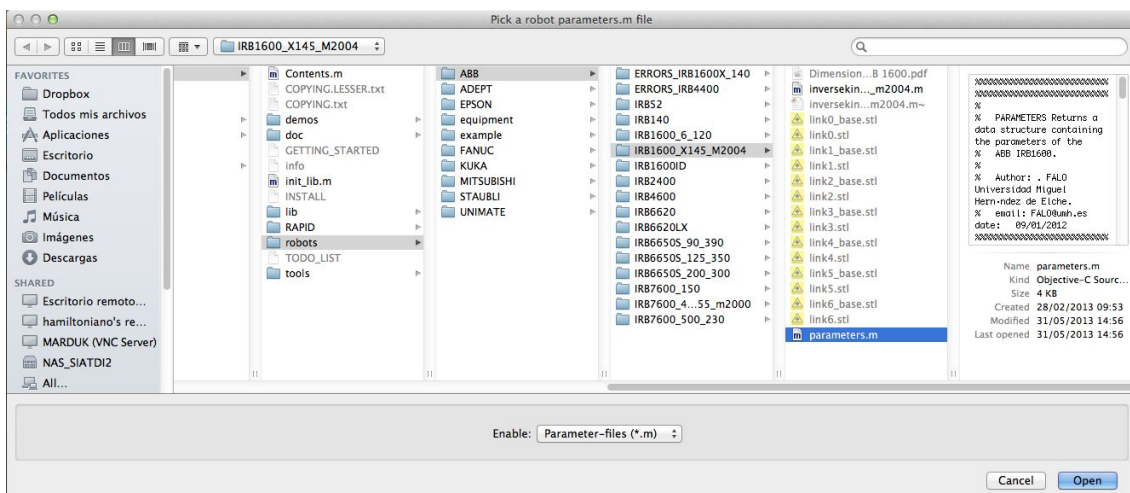 Pick a robot parameters.m file
IRB1600_X145_M2004
FAVORITES
Dropbox
Todos mis archivos
Aplicaciones
Escritorio
Documentos
Películas
Música
Imágenes
Descargas
SHARED
Escritorio remoto...
hamiltoniano's re...
MARDUK (VNC Server)
NAS_SIATDI2
All...
Contents.m
COPYING.LESSER.txt
COPYING.txt
demos
doc
GETTING_STARTED
info
init_lib.m
INSTALL
lib
RAPID
robots
TODO_LIST
tools
ABB
ADEPT
EPSON
equipment
example
FANUC
KUKA
MITSUBISHI
STAUBLI
UNIMATE
ERRORS_IRB1600X_140
ERRORS_IRB4400
IRB52
IRB140
IRB1600_6_120
IRB1600_X145_M2004
IRB1600ID
IRB2400
IRB4600
IRB6620
IRB6620LX
IRB6650S_90_390
IRB6650S_125_350
IRB6650S_200_300
IRB7600_150
IRB7600_4...55_m2000
IRB7600_500_230
Dimension...B 1600.pdf
inversekin..._m2004.m
inversekin...m2004.m~
link0_base.stl
link0.stl
link1_base.stl
link1.stl
link2_base.stl
link2.stl
link3_base.stl
link3.stl
link4_base.stl
link4.stl
link5_base.stl
link5.stl
link6_base.stl
link6.stl
parameters.m
%
% PARAMETERS Returns a
data structure containing
the parameters of the
% ABB IRB1600.
%
% Author: . FALO
Universidad Miguel
Hern-ndez de Elche.
% email: FALO@umh.es
date: 09/01/2012
Name parameters.m
Kind Objective-C Sourc...
Size 4 KB
Created 28/02/2013 09:53
Modified 31/05/2013 14:56
Last opened 31/05/2013 14:56
Enable: Parameter-files (*.m)
Cancel Open